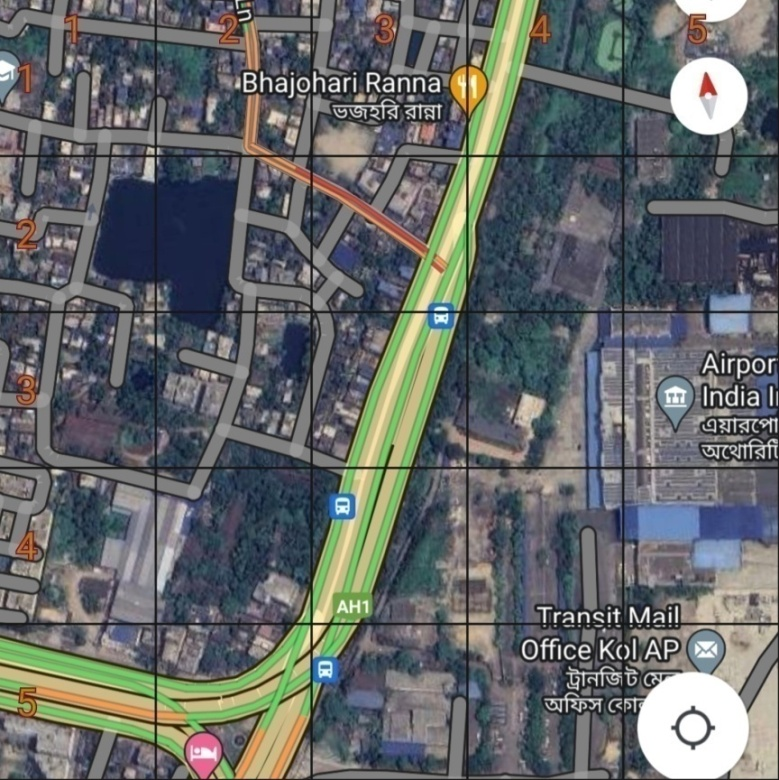 Ln
1
2
3
4
5
1
Bhajohari Ranna
ভজহরি রান্না
2
3
Airpor
India I
এয়ারপো
অথোরিটি
4
AH1
Transit Mail
Office Kol AP
ট্রানজিট মেল
অফিস কোল
5